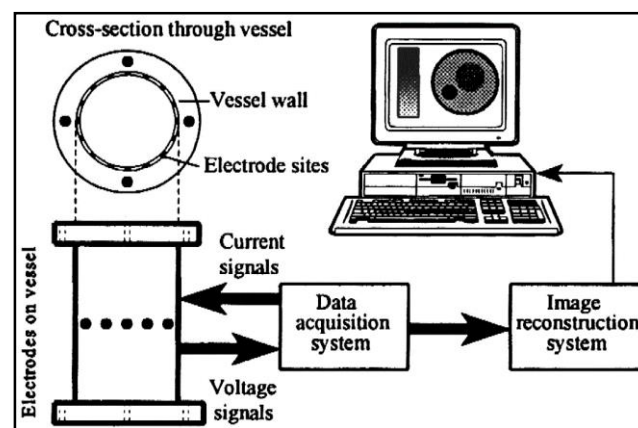 Cross-section through vessel
Vessel wall
Electrode sites
Electrodes on vessel
Current
signals
Data
acquisition
system
Image
reconstruction
system
Voltage
signals